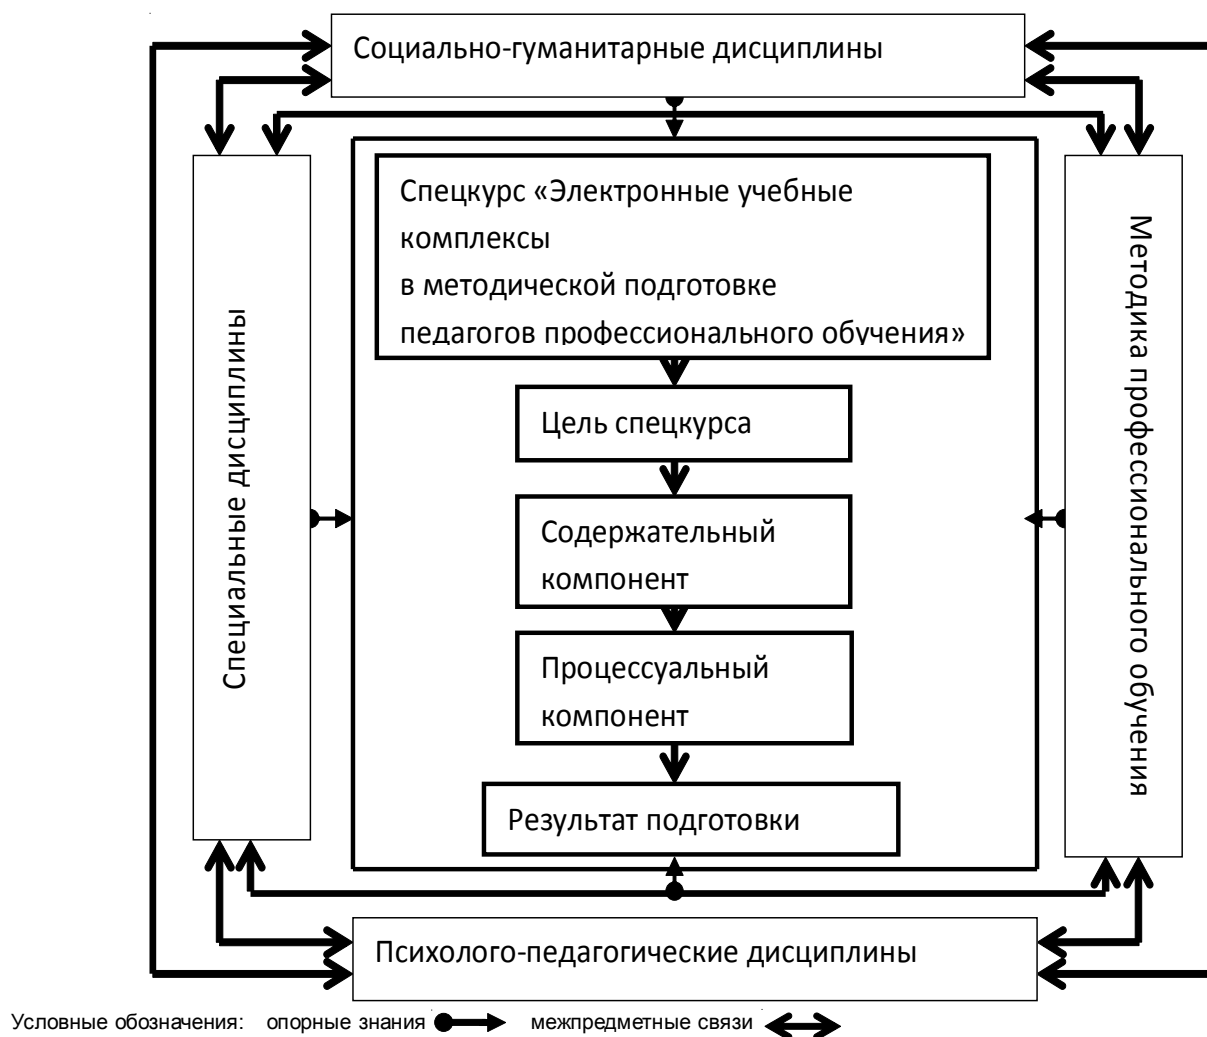 Социально-гуманитарные дисциплины
Специальные дисциплины
Спецкурс «Электронные учебные
комплексы
в методической подготовке
педагогов профессионального обучения»
Цель спецкурса
Содержательный
компонент
Процессуальный
компонент
Результат подготовки
Методика профессионального обучения
Психолого-педагогические дисциплины
Условные обозначения: опорные знания межпредметные связи